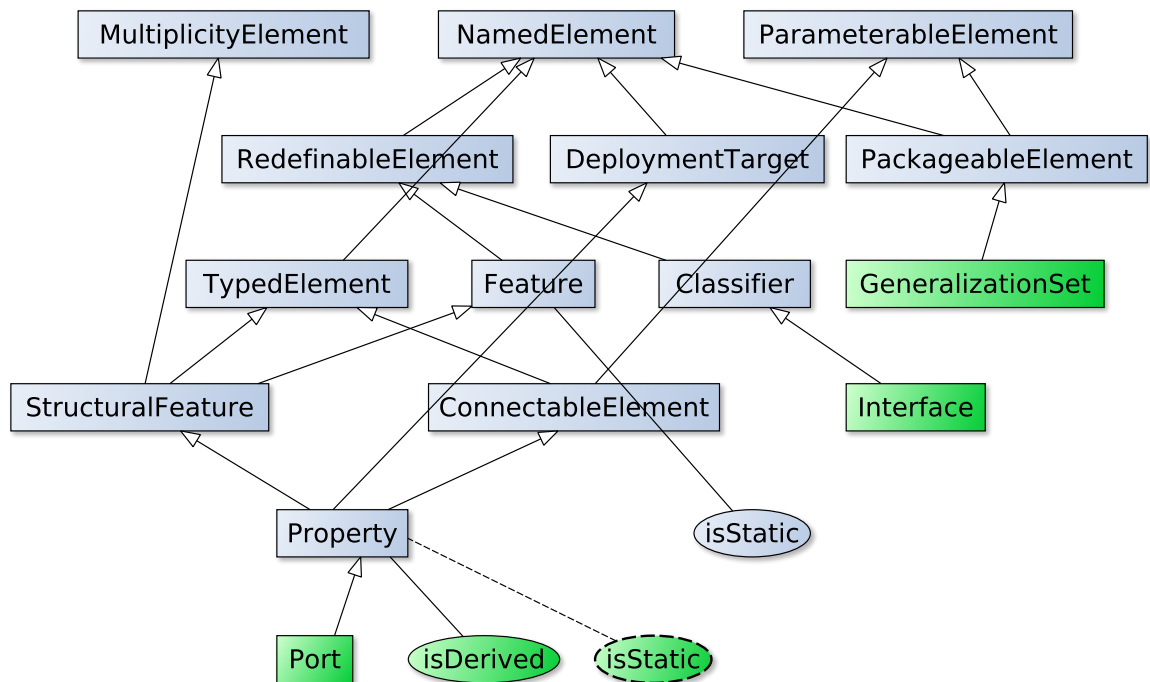 MultiplicityElement
NamedElement
ParameterableElement
RedefinableElement
DeploymentTarget
PackageableElement
TypedElement
Feature
Classifier
GeneralizationSet
StructuralFeature
ConnectableElement
Interface
Property
isStatic
Port
isDerived
isStatic